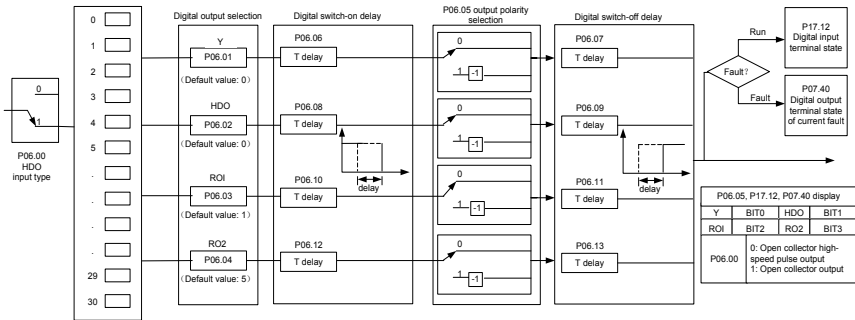 0
1
P06.00
HDO
input type
0
1
2
3
4
5
.
.
.
.
29
30
Digital output selection
Y
P06.01
(Default value: 0)
HDO
P06.02
(Default value: 0)
ROI
P06.03
(Default value: 1)
RO2
P06.04
(Default value: 5)
Digital switch-on delay
P06.06
T delay
P06.08
T delay
delay
P06.10
T delay
P06.12
T delay
P06.05 output polarity
selection
0
1
-1
0
1
-1
0
1
-1
0
1
-1
Digital switch-off delay
P06.07
T delay
P06.09
T delay
delay
P06.11
T delay
P06.13
T delay
Fault?
Run
Fault
P17.12
Digital input
terminal state
P07.40
Digital output
terminal state
of current fault
P06.05, P17.12, P07.40 display
Y BIT0 HDO BIT1
ROI BIT2 RO2 BIT3
P06.00
0: Open collector high-
speed pulse output
1: Open collector output